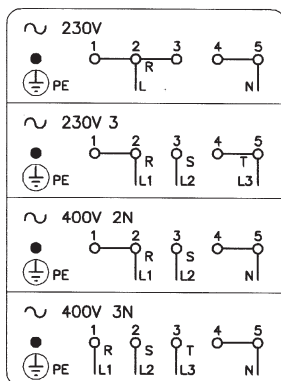 ∿ 230V
1 2 3 4 5
R
PE L N
∿ 230V 3
1 2 3 4 5
R S T
PE L1 L2 L3
∿ 400V 2N
1 2 3 4 5
R S
PE L1 L2 N
∿ 400V 3N
1 2 3 4 5
R S T
PE L1 L2 L3 N